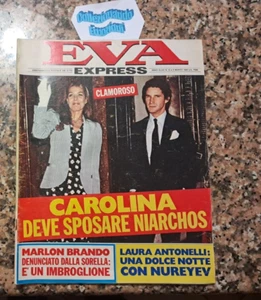 EVA
EXPRESS
CLAMOROSO
CAROLINA
DEVE SPOSARE NIARCHOS
MARLON BRANDO
DENUNCIATO DALLA SORELLA:
E' UN IMBROGLIONE
LAURA ANTONELLI:
UNA DOLCE NOTTE
CON NUREYEV